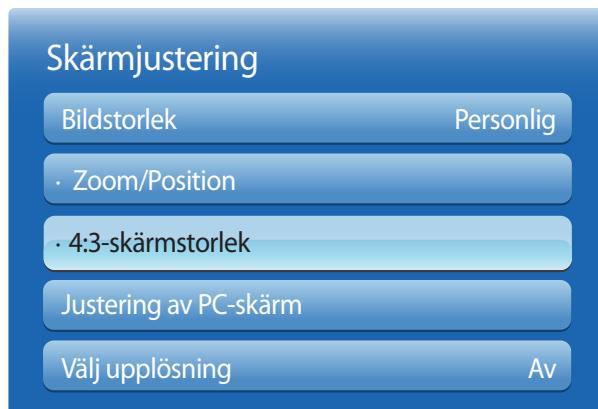 Skärmjustering
Bildstorlek Personlig
· Zoom/Position
· 4:3-skärmstorlek
Justering av PC-skärm
Välj upplösning Av